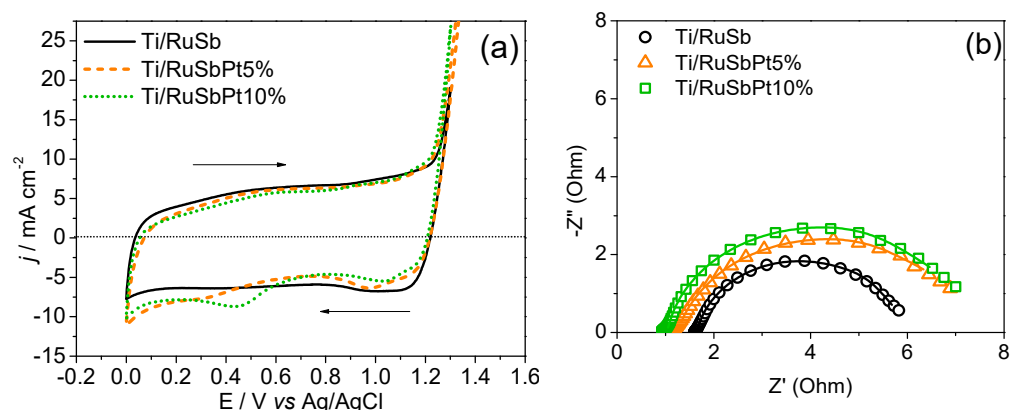 (a)
Ti/RuSb
Ti/RuSbPt5%
Ti/RuSbPt10%
25
20
15
10
5
0
-5
-10
-15
j / mA cm⁻²
-0.2 0.0 0.2 0.4 0.6 0.8 1.0 1.2 1.4 1.6
E / V vs Ag/AgCl
(b)
Ti/RuSb
Ti/RuSbPt5%
Ti/RuSbPt10%
8
6
4
2
0
-Z" (Ohm)
0 2 4 6 8
Z' (Ohm)